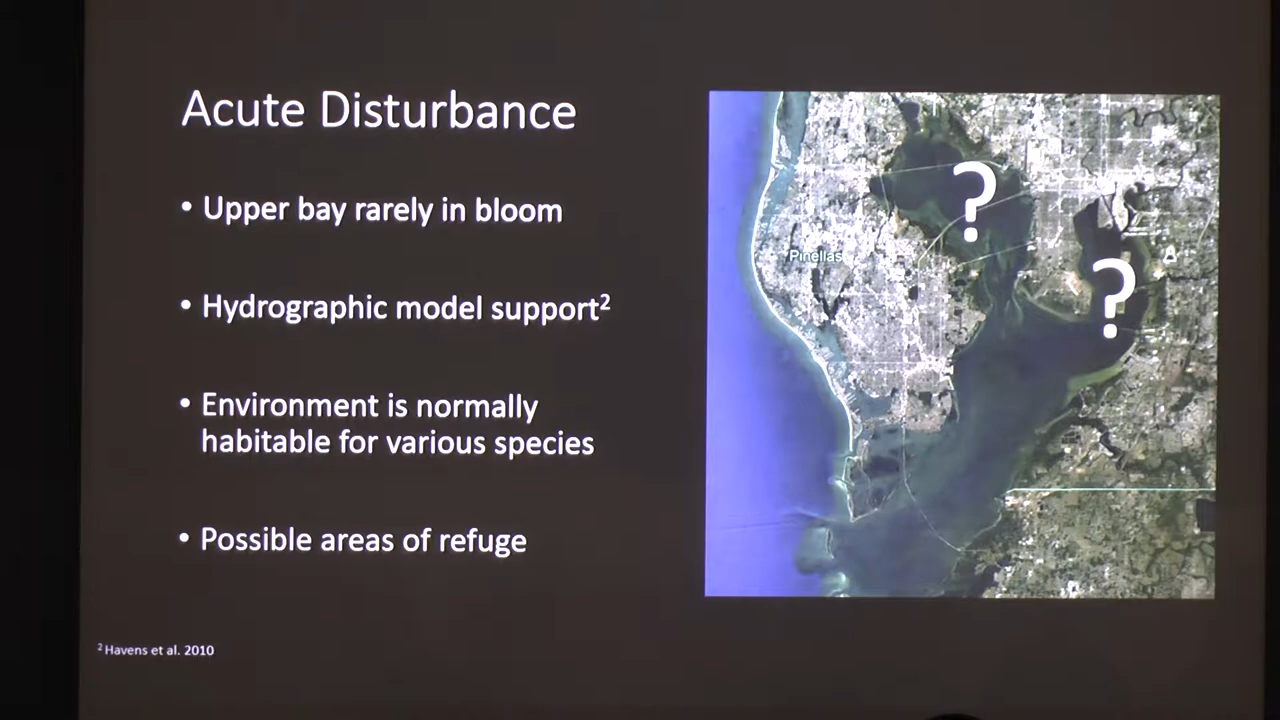 Acute Disturbance
• Upper bay rarely in bloom
• Hydrographic model support²
• Environment is normally
habitable for various species
• Possible areas of refuge
? 
?
Pinellas
² Havens et al. 2010